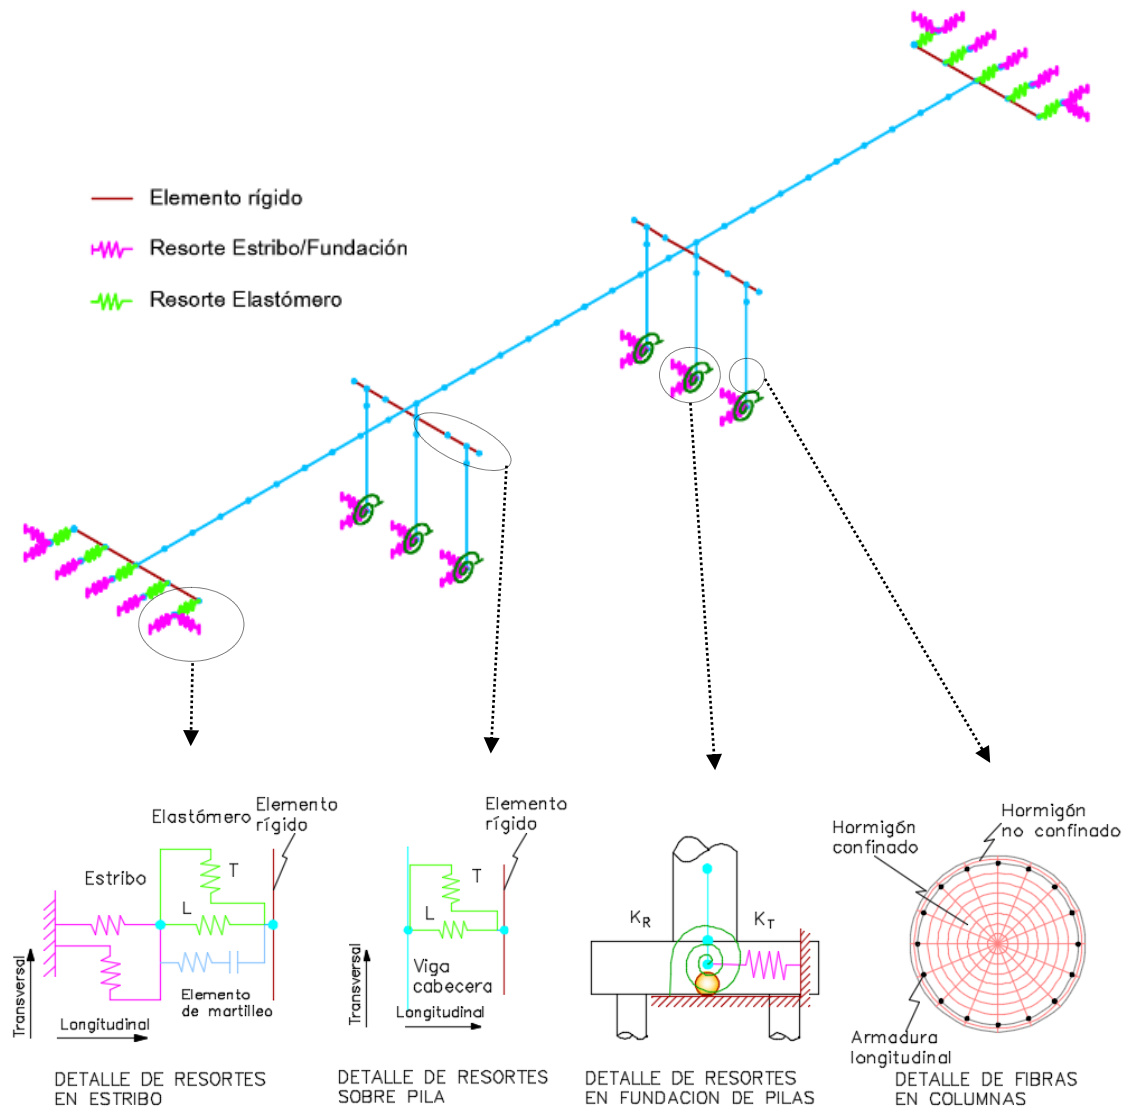 Elemento rígido
Resorte Estribo/Fundación
Resorte Elastómero
Elastómero
Elemento
rígido
Estribo
T
L
Elemento
de martilleo
Transversal
Longitudinal
DETALLE DE RESORTES
EN ESTRIBO
Elemento
rígido
T
L
Viga
cabecera
Transversal
Longitudinal
DETALLE DE RESORTES
SOBRE PILA
KR
KT
DETALLE DE RESORTES
EN FUNDACION DE PILAS
Hormigón
no confinado
Hormigón
confinado
Armadura
longitudinal
DETALLE DE FIBRAS
EN COLUMNAS